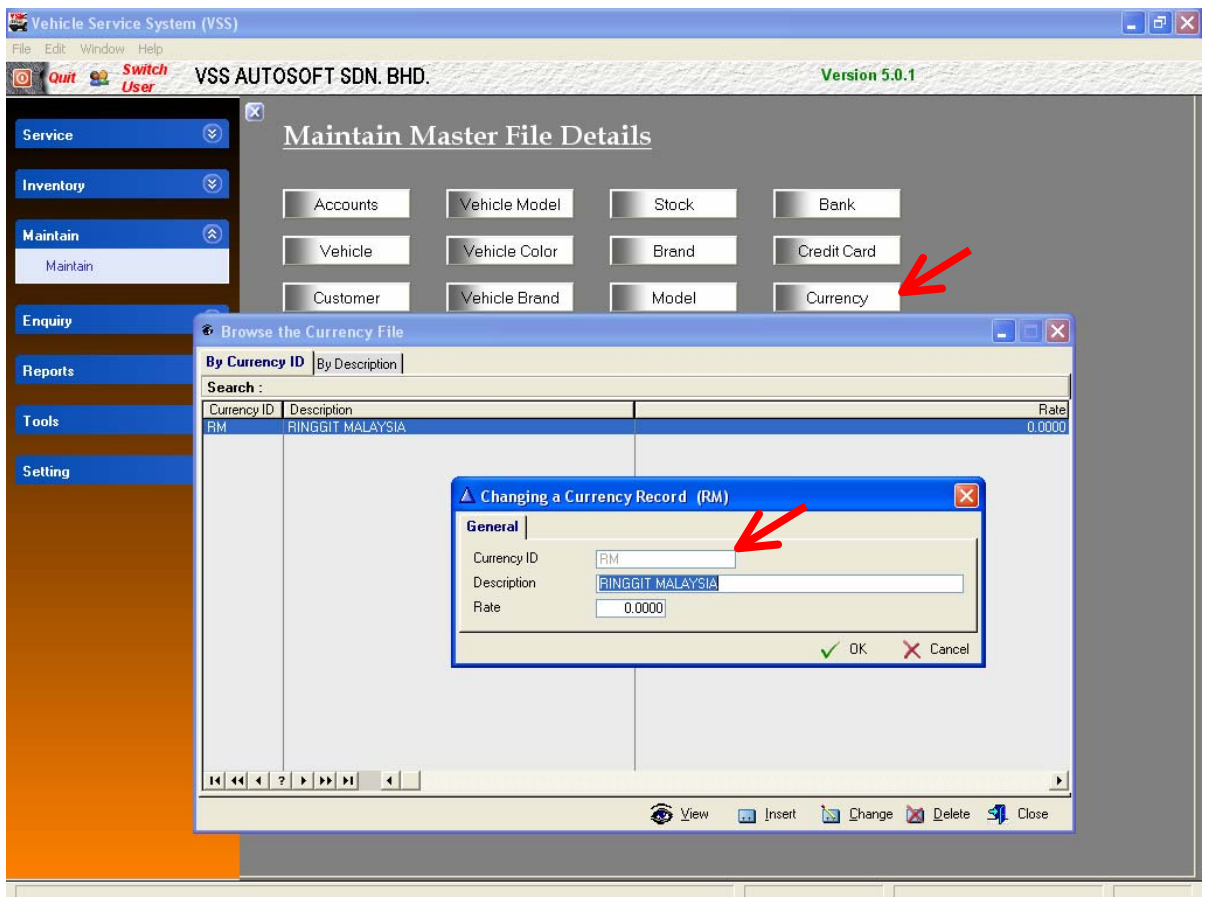 Vehicle Service System (VSS)
File Edit Window Help
Quit Switch User VSS AUTOSOFT SDN. BHD. Version 5.0.1
Service
Inventory
Maintain
Maintain
Enquiry
Reports
Tools
Setting
Maintain Master File Details
Accounts Vehicle Model Stock Bank
Vehicle Vehicle Color Brand Credit Card
Customer Vehicle Brand Model Currency
Browse the Currency File
By Currency ID By Description
Search :
Currency ID Description Rate
RM RINGGIT MALAYSIA 0.0000
Changing a Currency Record (RM)
General
Currency ID RM
Description RINGGIT MALAYSIA
Rate 0.0000
OK Cancel
?
View Insert Change Delete Close